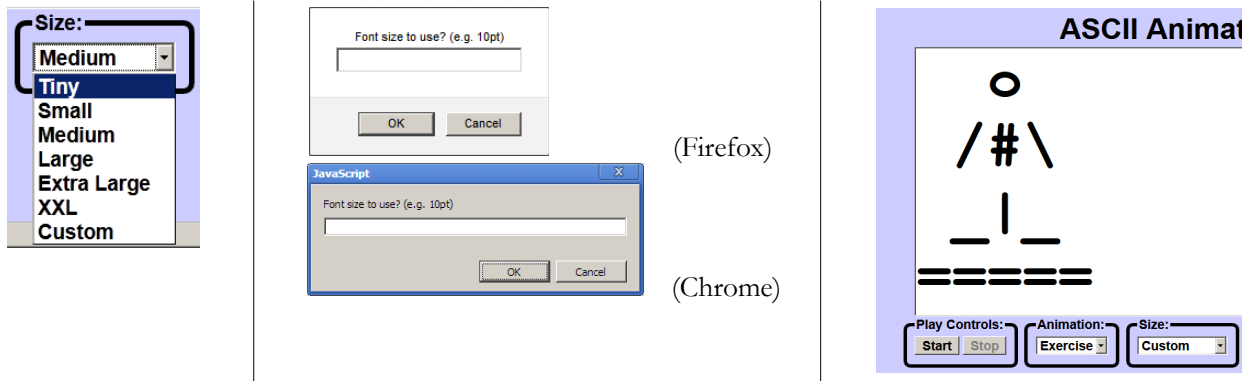 Size:
Medium
Tiny
Small
Medium
Large
Extra Large
XXL
Custom
Font size to use? (e.g. 10pt)
OK Cancel
(Firefox)
JavaScript X
Font size to use? (e.g. 10pt)
OK Cancel
(Chrome)
ASCII Animat
o
/#\
|
_ _
=====
Play Controls: Animation: Size:
Start Stop Exercise Custom